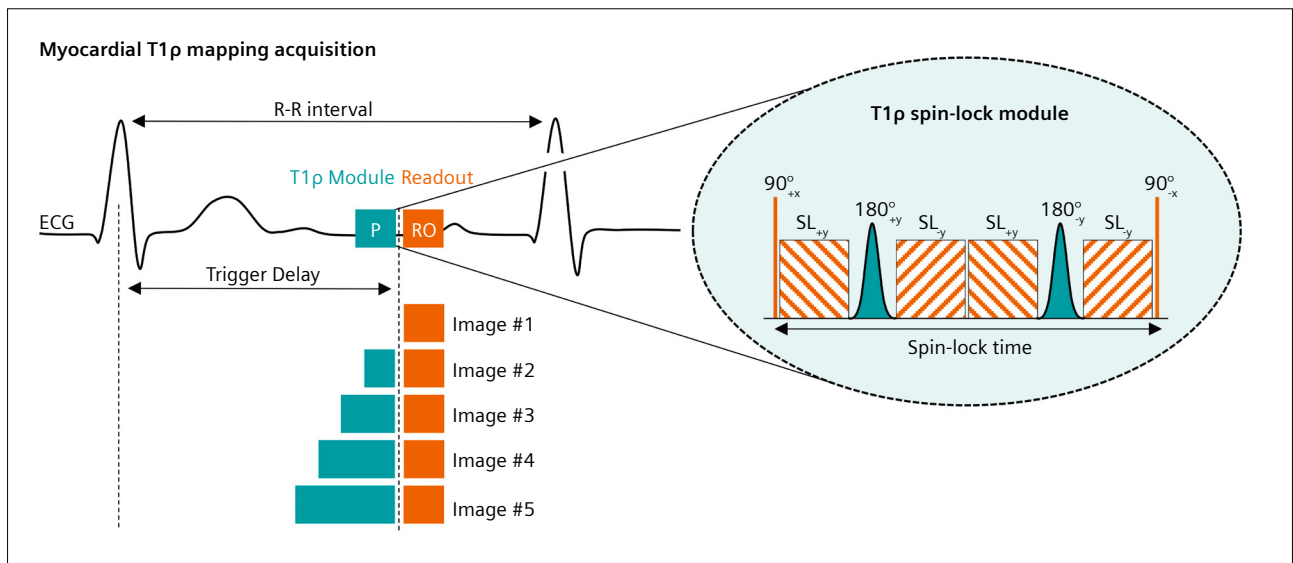 Myocardial T1ρ mapping acquisition
R-R interval
T1ρ Module Readout
ECG
P
RO
Trigger Delay
Image #1
Image #2
Image #3
Image #4
Image #5
T1ρ spin-lock module
90°+x
SL+y
180°+y
SL-y
SL+y
180°-y
SL-y
90°-x
Spin-lock time